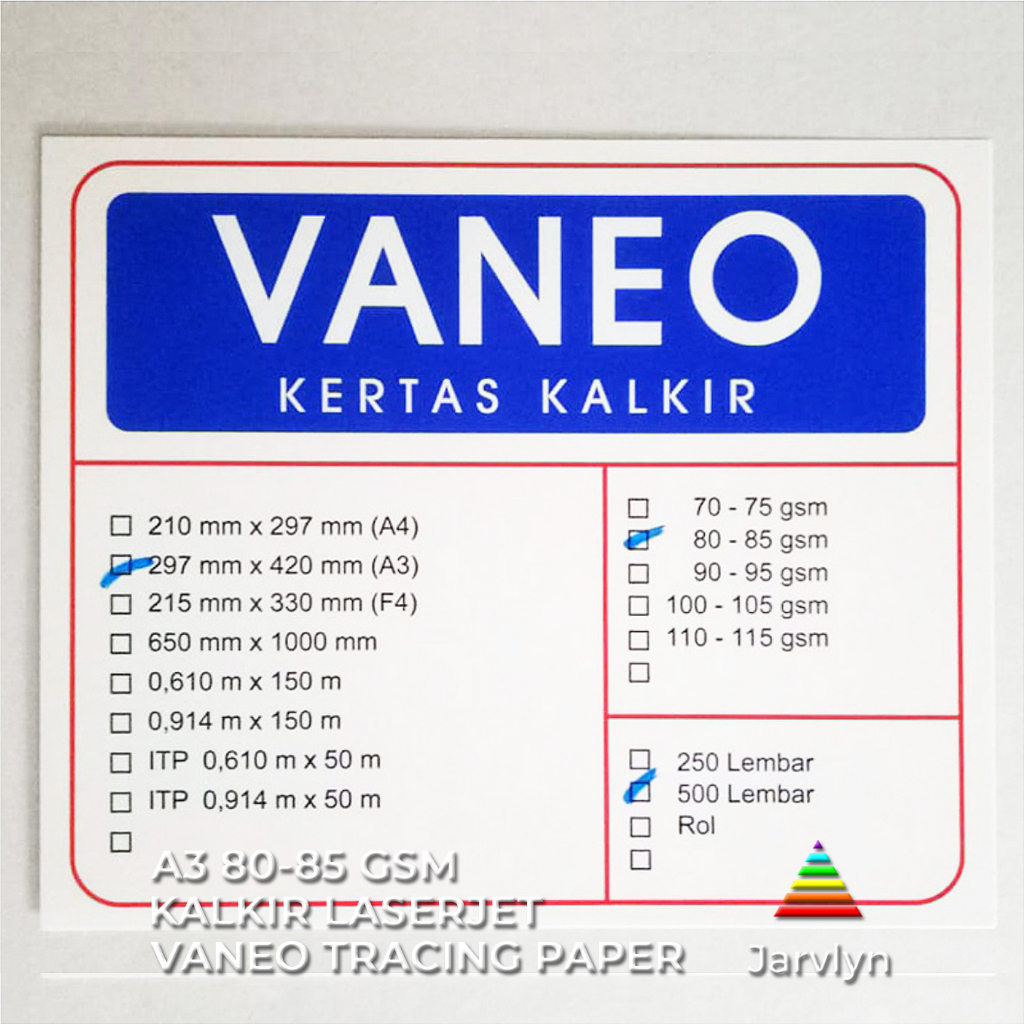 VANEO
KERTAS KALKIR
210 mm x 297 mm (A4)
297 mm x 420 mm (A3)
215 mm x 330 mm (F4)
650 mm x 1000 mm
0,610 m x 150 m
0,914 m x 150 m
ITP 0,610 m x 50 m
ITP 0,914 m x 50 m
70 - 75 gsm
80 - 85 gsm
90 - 95 gsm
100 - 105 gsm
110 - 115 gsm
250 Lembar
500 Lembar
Rol
A3 80-85 GSM
KALKIR LASERJET
VANEO TRACING PAPER
Jarvlyn